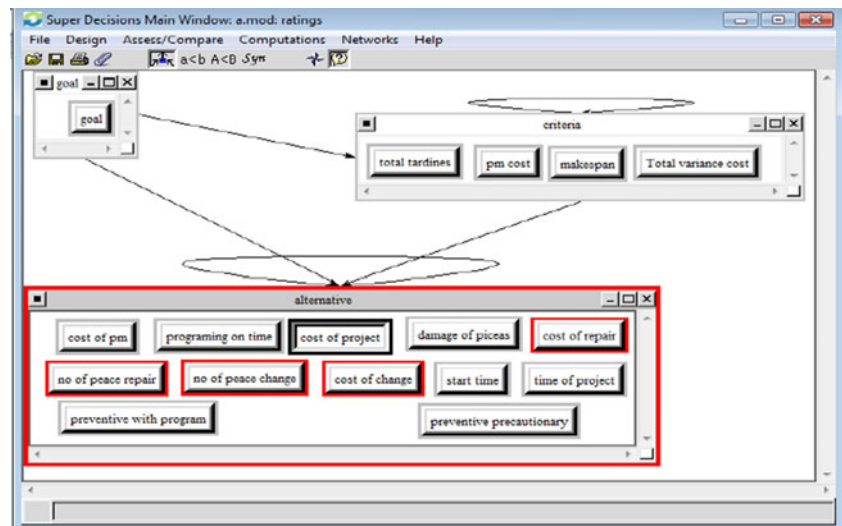 Super Decisions Main Window: a.mod: ratings
File Design Assess/Compare Computations Networks Help
a<b A<B Syn
goal
goal
criteria
total tardines pm cost makespan Total variance cost
alternative
cost of pm programing on time cost of project damage of piceas cost of repair
no of peace repair no of peace change cost of change start time time of project
preventive with program preventive precautionary